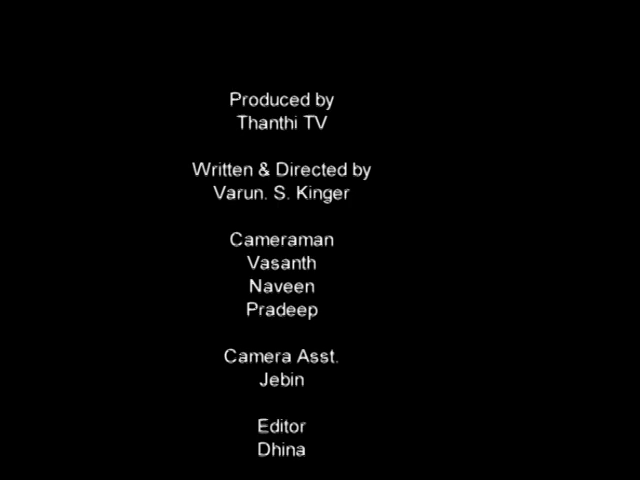 Produced by
Thanthi TV
Written & Directed by
Varun. S. Kinger
Cameraman
Vasanth
Naveen
Pradeep
Camera Asst.
Jebin
Editor
Dhina